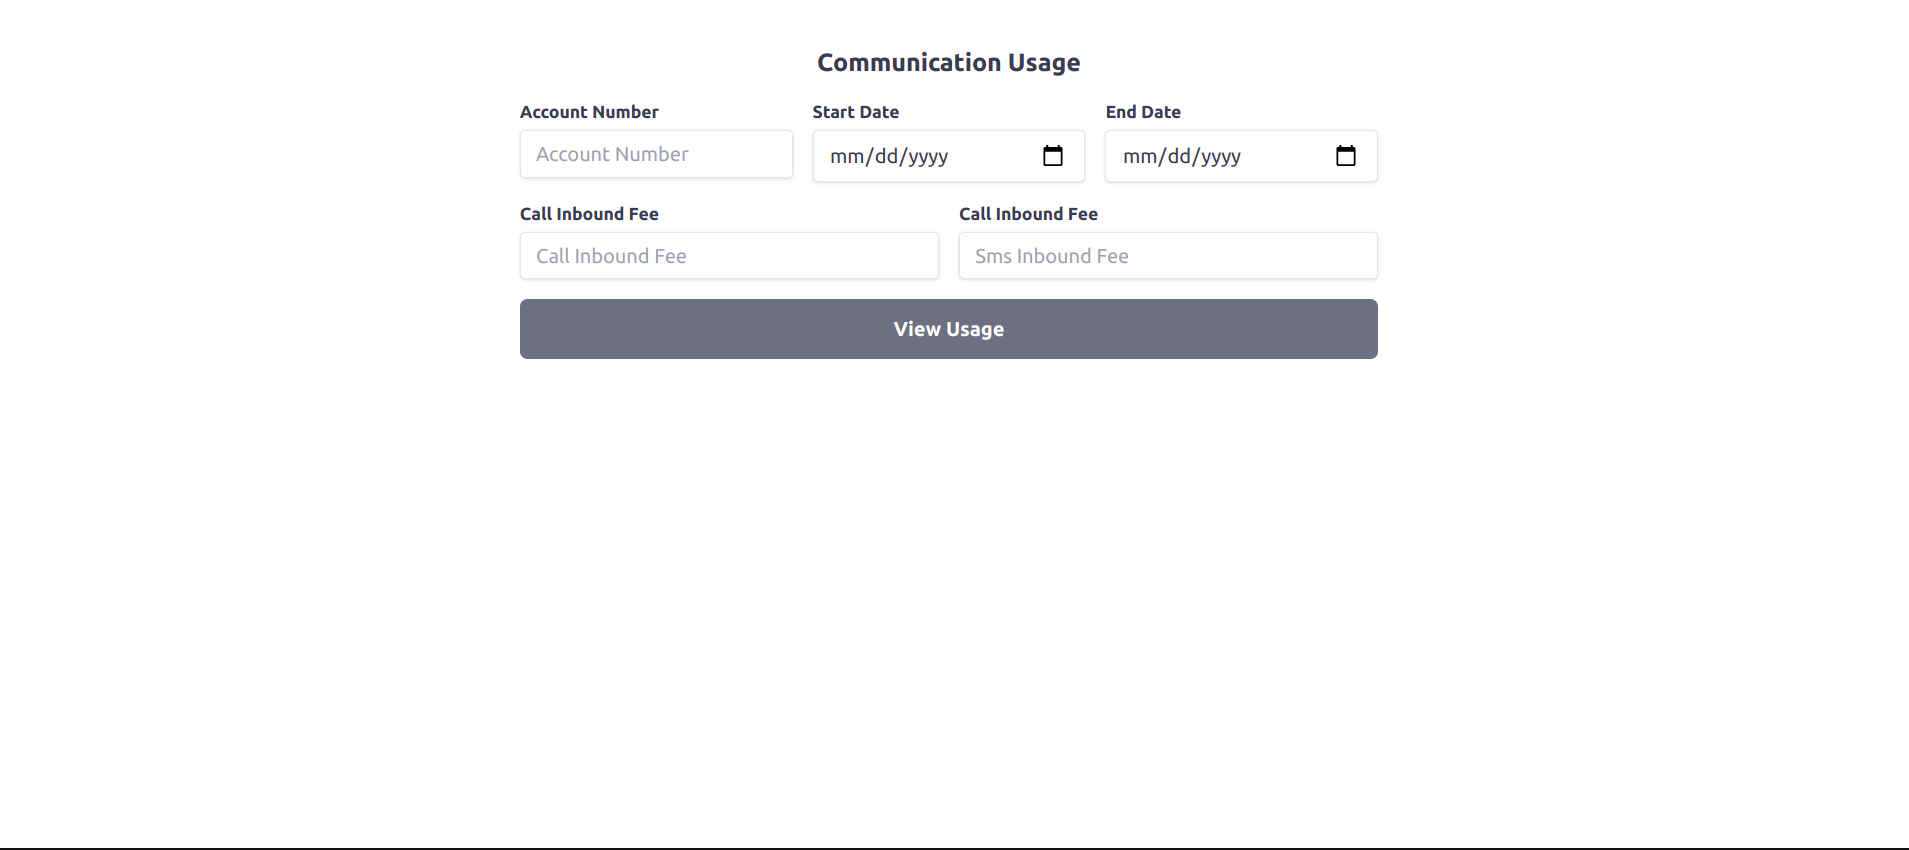 Communication Usage
Account Number Start Date End Date
Account Number mm/dd/yyyy mm/dd/yyyy
Call Inbound Fee Call Inbound Fee
Call Inbound Fee Sms Inbound Fee
View Usage